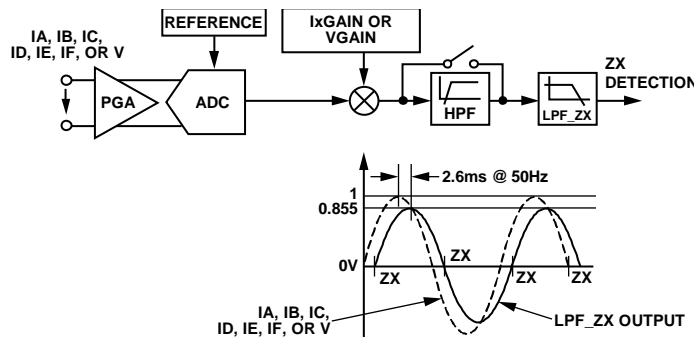 REFERENCE
IxGAIN OR
VGAIN
IA, IB, IC,
ID, IE, IF, OR V
PGA
ADC
HPF
LPF_ZX
ZX
DETECTION
2.6ms @ 50Hz
1
0.855
0V
ZX
ZX
ZX
ZX
IA, IB, IC,
ID, IE, IF, OR V
LPF_ZX OUTPUT